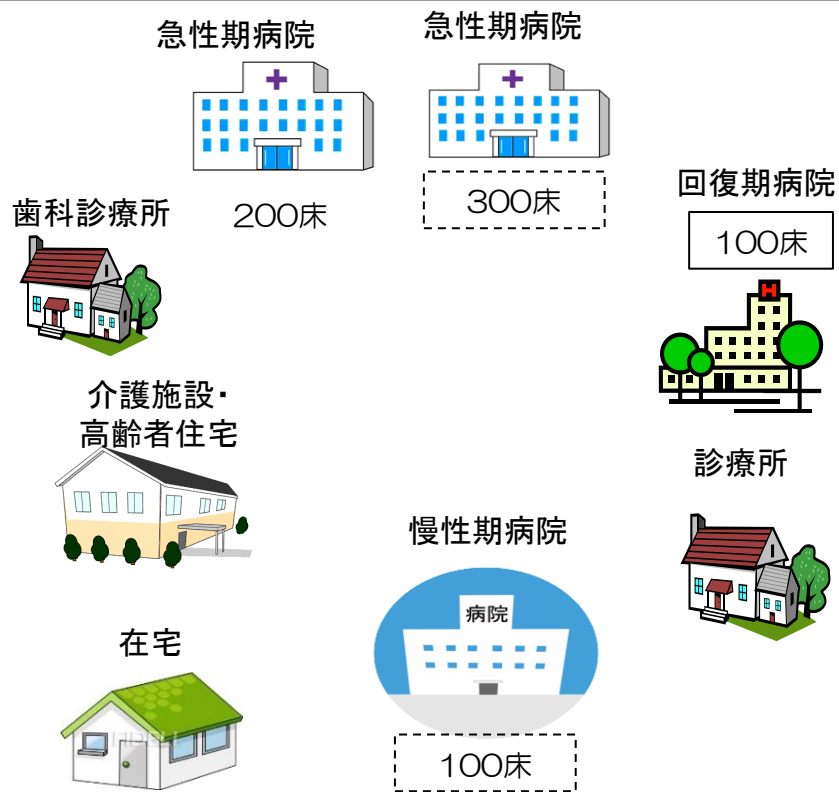 急性期病院
急性期病院
200床
300床
回復期病院
100床
歯科診療所
介護施設・
高齢者住宅
診療所
慢性期病院
病院
在宅
100床
H